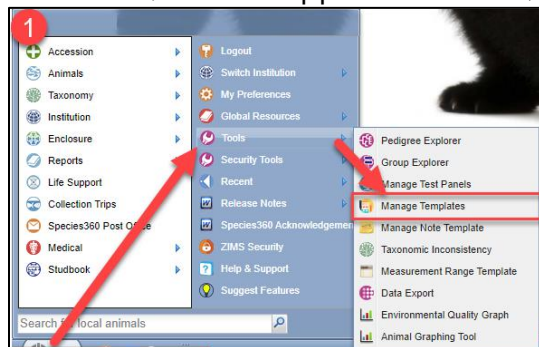 1
Accession
Animals
Taxonomy
Institution
Enclosure
Reports
Life Support
Collection Trips
Species360 Post Office
Medical
Studbook
Search for local animals
Logout
Switch Institution
My Preferences
Global Resources
Tools
Security Tools
Recent
Release Notes
Species360 Acknowledgemen
ZIMS Security
Help & Support
Suggest Features
Pedigree Explorer
Group Explorer
Manage Test Panels
Manage Templates
Manage Note Template
Taxonomic Inconsistency
Measurement Range Template
Data Export
Environmental Quality Graph
Animal Graphing Tool